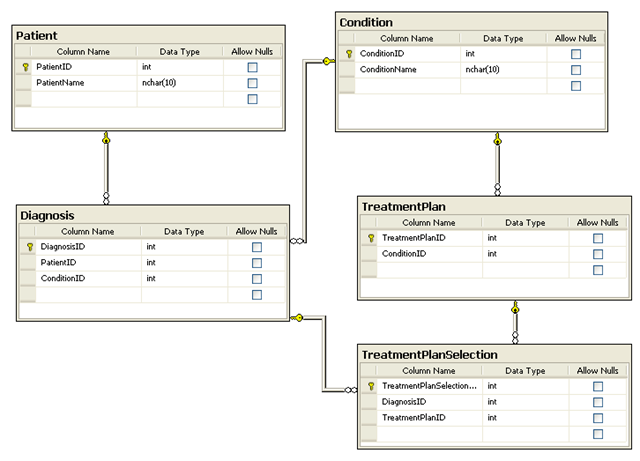 Patient
Column Name Data Type Allow Nulls
PatientID int
PatientName nchar(10)
Condition
Column Name Data Type Allow Nulls
ConditionID int
ConditionName nchar(10)
Diagnosis
Column Name Data Type Allow Nulls
DiagnosisID int
PatientID int
ConditionID int
TreatmentPlan
Column Name Data Type Allow Nulls
TreatmentPlanID int
ConditionID int
TreatmentPlanSelection
Column Name Data Type Allow Nulls
TreatmentPlanSelection... int
DiagnosisID int
TreatmentPlanID int